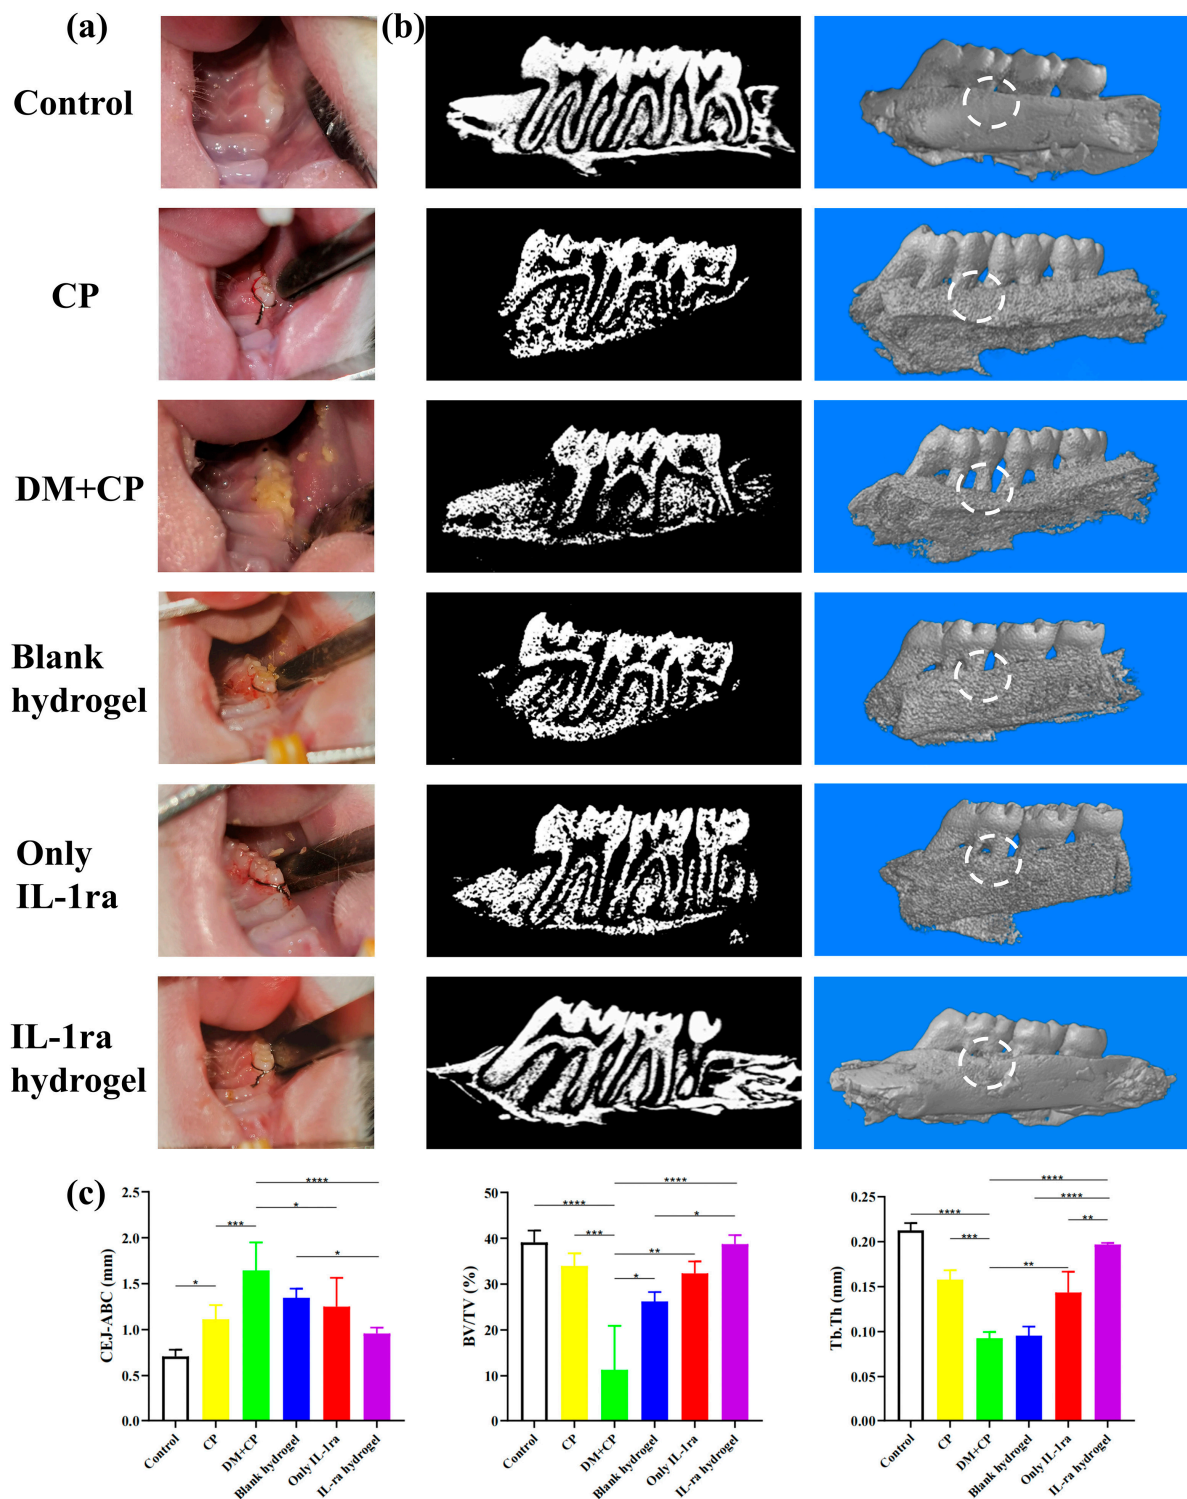 (a)
(b)
Control
CP
DM+CP
Blank
hydrogel
Only
IL-1ra
IL-1ra
hydrogel
(c)
CEJ-ABC (mm)
2.5
2.0
1.5
1.0
0.5
0.0
****
*
***
*
*
Control
CP
DM+CP
Blank hydrogel
Only IL-1ra
IL-ra hydrogel
BV/TV (%)
50
40
30
20
10
0
****
****
*
***
**
*
Control
CP
DM+CP
Blank hydrogel
Only IL-1ra
IL-ra hydrogel
Tb.Th (mm)
0.25
0.20
0.15
0.10
0.05
0.00
****
****
****
**
***
**
Control
CP
DM+CP
Blank hydrogel
Only IL-1ra
IL-ra hydrogel